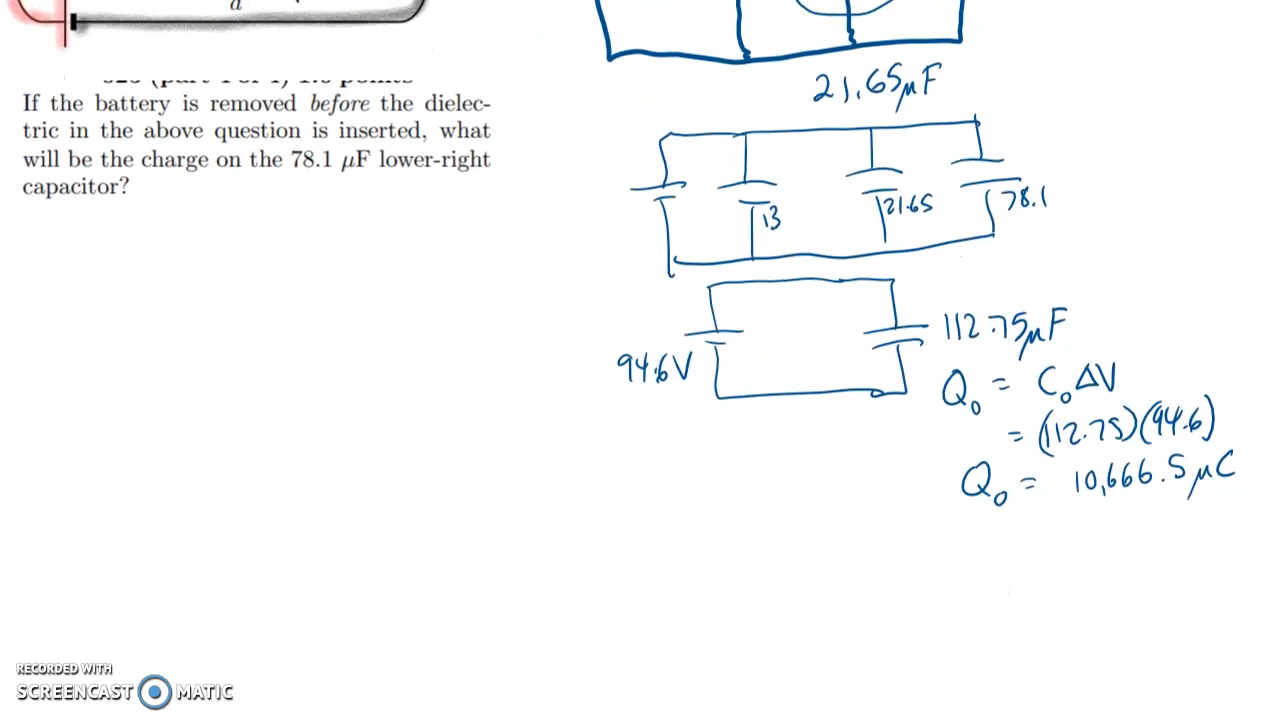 d
If the battery is removed before the dielec-
tric in the above question is inserted, what
will be the charge on the 78.1 μF lower-right
capacitor?
21.65μF
13
21.65
78.1
94.6V
112.75μF
Q₀ = C₀ΔV
= (112.75)(94.6)
Q₀ = 10,666.5μC
RECORDED WITH
SCREENCAST MATIC